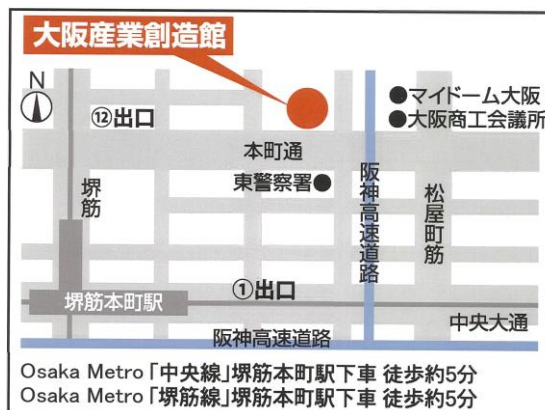 大阪産業創造館
N
⑫出口
●マイドーム大阪
●大阪商工会議所
本町通
東警察署●
堺筋
阪神高速道路
松屋町筋
①出口
堺筋本町駅
中央大通
阪神高速道路
Osaka Metro「中央線」堺筋本町駅下車 徒歩約5分
Osaka Metro「堺筋線」堺筋本町駅下車 徒歩約5分